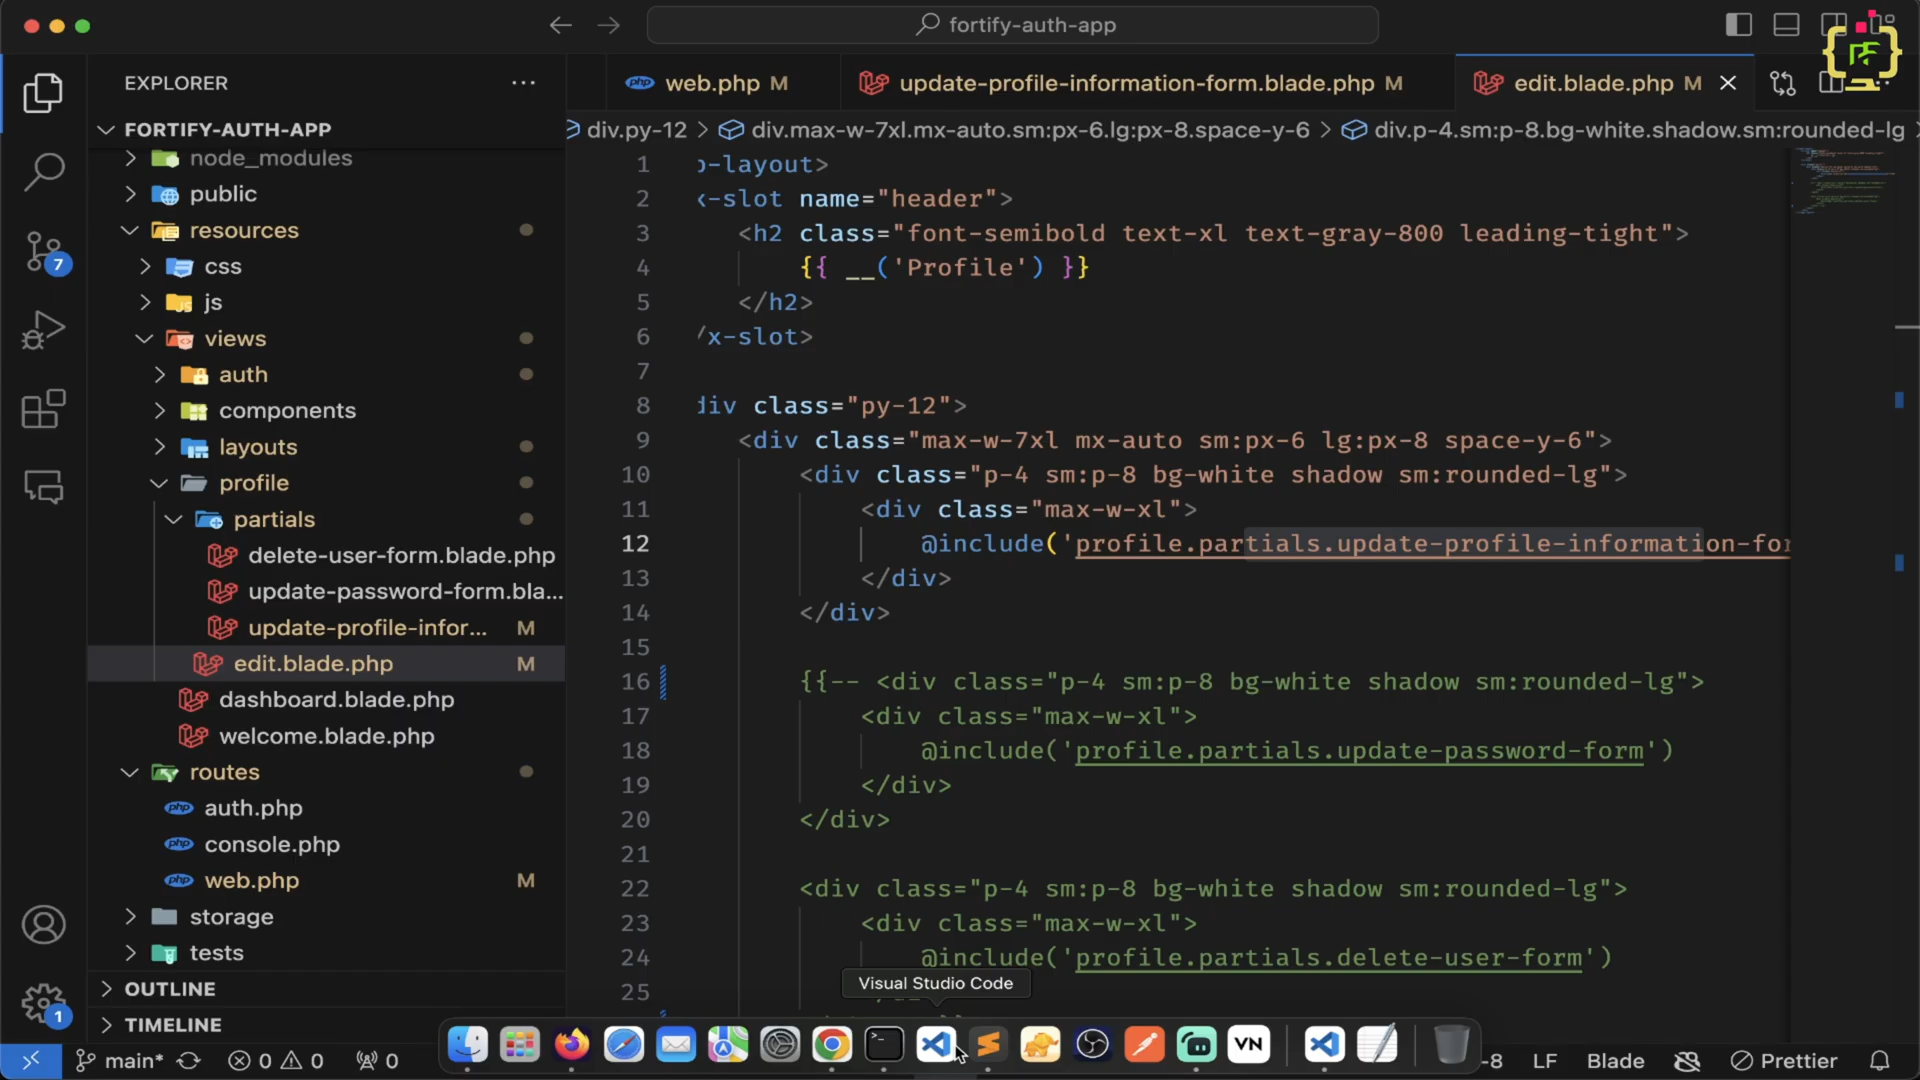 fortify-auth-app
EXPLORER
web.php M
update-profile-information-form.blade.php M
edit.blade.php M
FORTIFY-AUTH-APP
div.py-12 > div.max-w-7xl.mx-auto.sm:px-6.lg:px-8.space-y-6 > div.p-4.sm:p-8.bg-white.shadow.sm:rounded-lg
node_modules
public
resources
css
js
views
auth
components
layouts
profile
partials
delete-user-form.blade.php
update-password-form.bla...
update-profile-infor... M
edit.blade.php M
dashboard.blade.php
welcome.blade.php
routes
auth.php
console.php
web.php M
storage
tests
OUTLINE
TIMELINE
7
1
1 -layout>
2 -slot name="header">
3 <h2 class="font-semibold text-xl text-gray-800 leading-tight">
4 {{ __('Profile') }}
5 </h2>
6 /x-slot>
7
8 div class="py-12">
9 <div class="max-w-7xl mx-auto sm:px-6 lg:px-8 space-y-6">
10 <div class="p-4 sm:p-8 bg-white shadow sm:rounded-lg">
11 <div class="max-w-xl">
12 @include('profile.partials.update-profile-information-for
13 </div>
14 </div>
15
16 {{-- <div class="p-4 sm:p-8 bg-white shadow sm:rounded-lg">
17 <div class="max-w-xl">
18 @include('profile.partials.update-password-form')
19 </div>
20 </div>
21
22 <div class="p-4 sm:p-8 bg-white shadow sm:rounded-lg">
23 <div class="max-w-xl">
24 @include('profile.partials.delete-user-form')
25
Visual Studio Code
VN
main* 0 0 0
-8 LF Blade Prettier